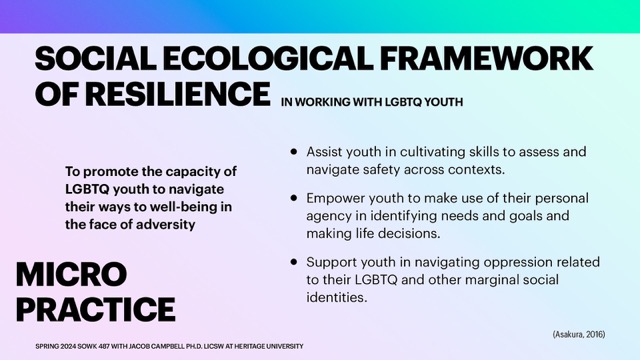 SOCIAL ECOLOGICAL FRAMEWORK
OF RESILIENCE IN WORKING WITH LGBTQ YOUTH
To promote the capacity of
LGBTQ youth to navigate
their ways to well-being in
the face of adversity
MICRO
PRACTICE
• Assist youth in cultivating skills to assess and
navigate safety across contexts.
• Empower youth to make use of their personal
agency in identifying needs and goals and
making life decisions.
• Support youth in navigating oppression related
to their LGBTQ and other marginal social
identities.
(Asakura, 2016)
SPRING 2024 SOWK 487 WITH JACOB CAMPBELL PH.D. LICSW AT HERITAGE UNIVERSITY